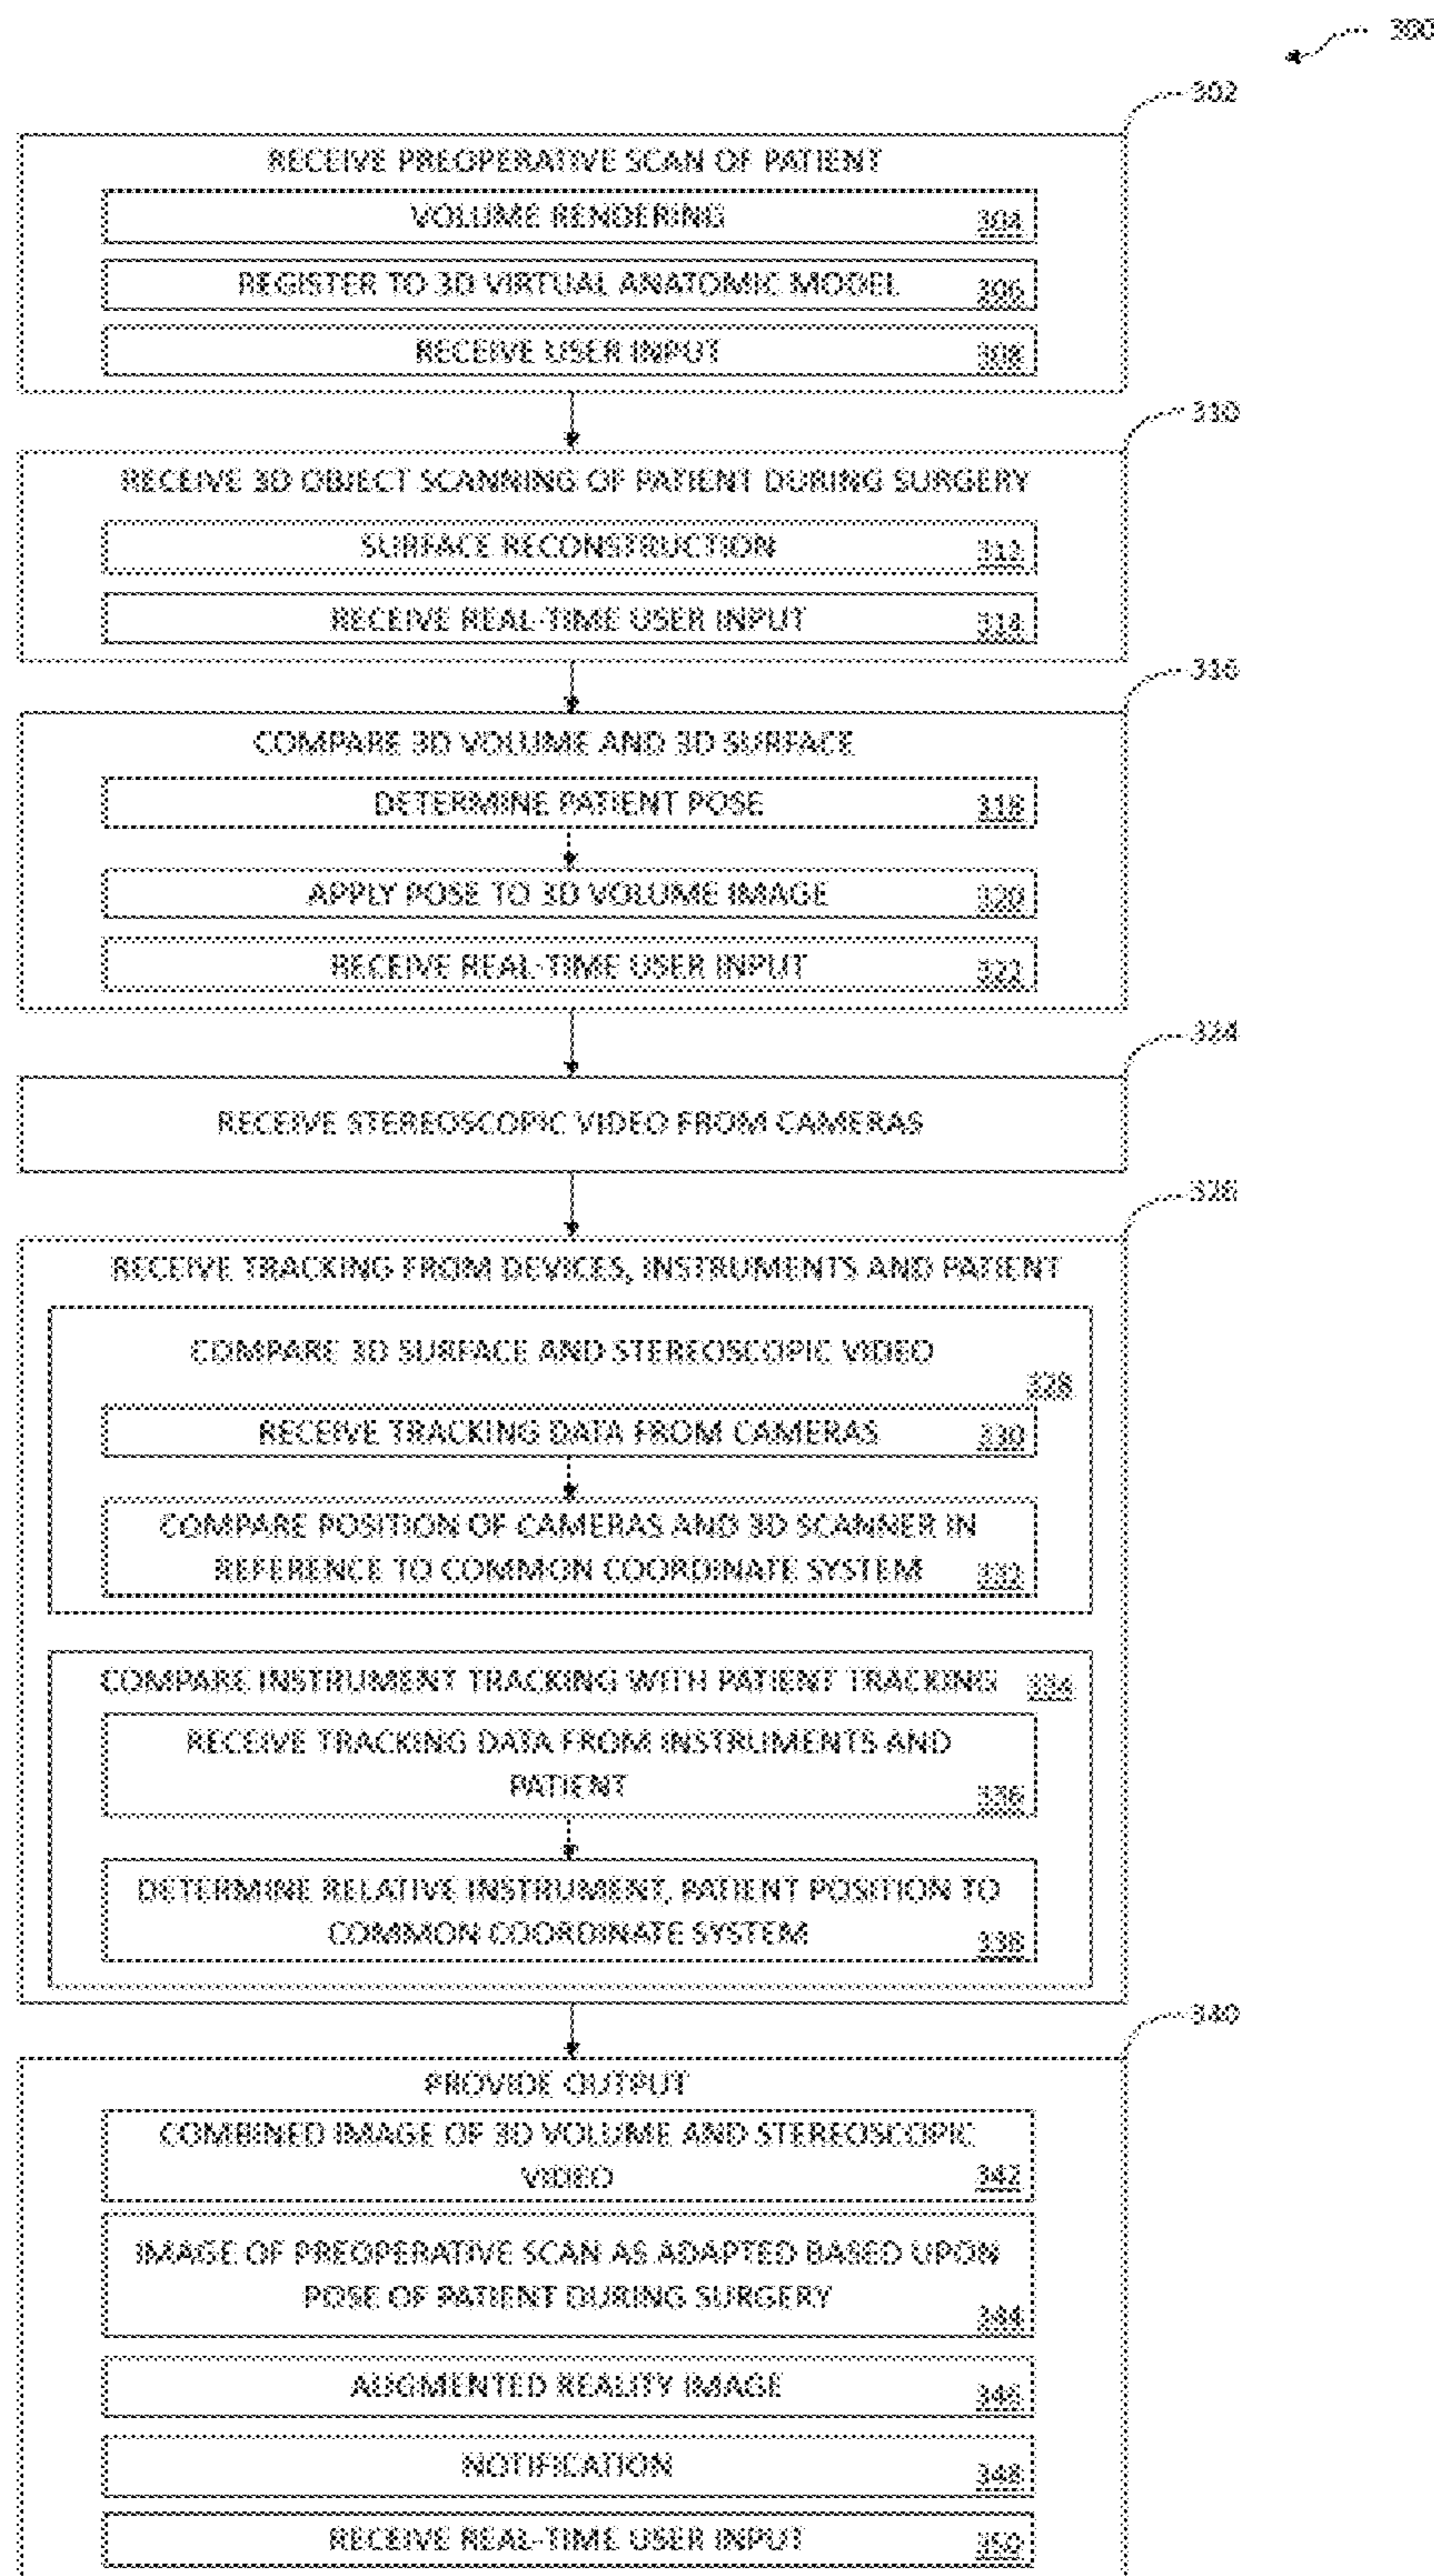 300
302
RECEIVE PREOPERATIVE SCAN OF PATIENT
VOLUME RENDERING 304
REGISTER TO 3D VIRTUAL ANATOMIC MODEL 306
RECEIVE USER INPUT 308
310
RECEIVE 3D OBJECT SCANNING OF PATIENT DURING SURGERY
SURFACE RECONSTRUCTION 312
RECEIVE REAL-TIME USER INPUT 314
316
COMPARE 3D VOLUME AND 3D SURFACE
DETERMINE PATIENT POSE 318
APPLY POSE TO 3D VOLUME IMAGE 320
RECEIVE REAL-TIME USER INPUT 322
324
RECEIVE STEREOSCOPIC VIDEO FROM CAMERAS
326
RECEIVE TRACKING FROM DEVICES, INSTRUMENTS AND PATIENT
COMPARE 3D SURFACE AND STEREOSCOPIC VIDEO
328
RECEIVE TRACKING DATA FROM CAMERAS 330
COMPARE POSITION OF CAMERAS AND 3D SCANNER IN
REFERENCE TO COMMON COORDINATE SYSTEM 332
COMPARE INSTRUMENT TRACKING WITH PATIENT TRACKING 334
RECEIVE TRACKING DATA FROM INSTRUMENTS AND
PATIENT 336
DETERMINE RELATIVE INSTRUMENT, PATIENT POSITION TO
COMMON COORDINATE SYSTEM 338
340
PROVIDE OUTPUT
COMBINED IMAGE OF 3D VOLUME AND STEREOSCOPIC
VIDEO 342
IMAGE OF PREOPERATIVE SCAN AS ADAPTED BASED UPON
POSE OF PATIENT DURING SURGERY
344
AUGMENTED REALITY IMAGE 346
NOTIFICATION 348
RECEIVE REAL-TIME USER INPUT 350